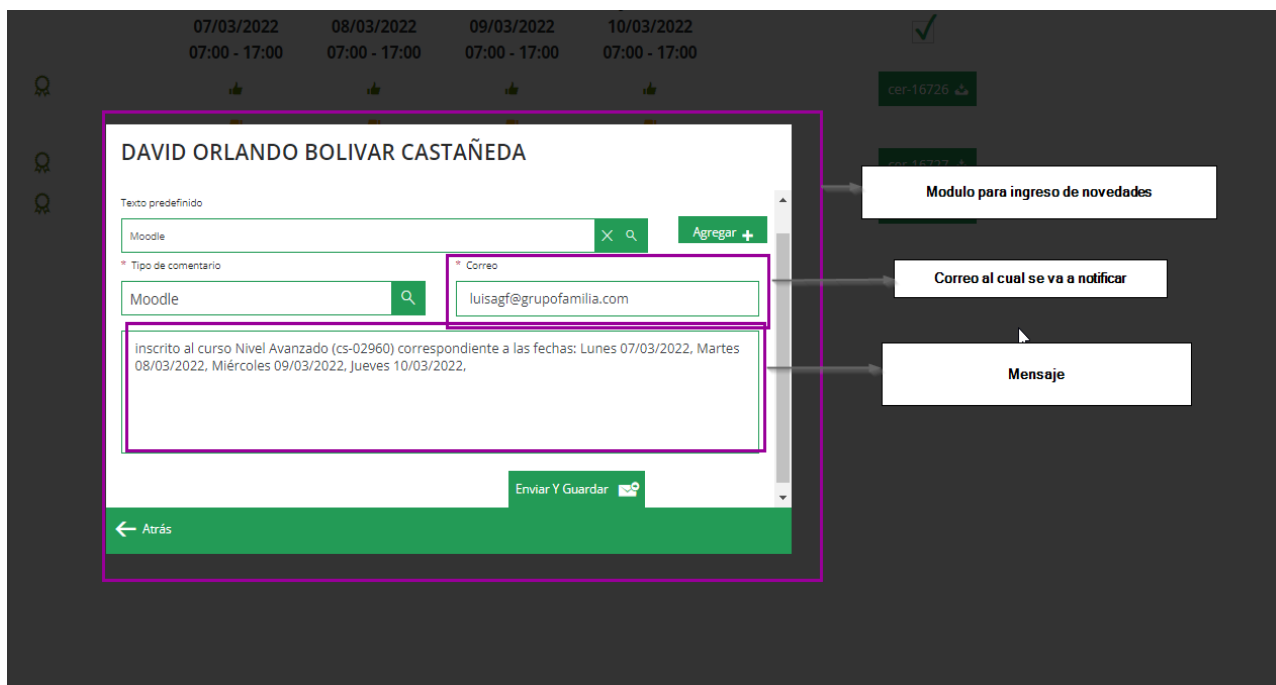 07/03/2022 08/03/2022 09/03/2022 10/03/2022
07:00 - 17:00 07:00 - 17:00 07:00 - 17:00 07:00 - 17:00
cer-16726
DAVID ORLANDO BOLIVAR CASTAÑEDA
cer-16727
Modulo para ingreso de novedades
Texto predefinido
Moodle
Agregar
* Tipo de comentario * Correo
Correo al cual se va a notificar
Moodle luisagf@grupofamilia.com
inscrito al curso Nivel Avanzado (cs-02960) correspondiente a las fechas: Lunes 07/03/2022, Martes
08/03/2022, Miércoles 09/03/2022, Jueves 10/03/2022,
Mensaje
Enviar Y Guardar
Atrás